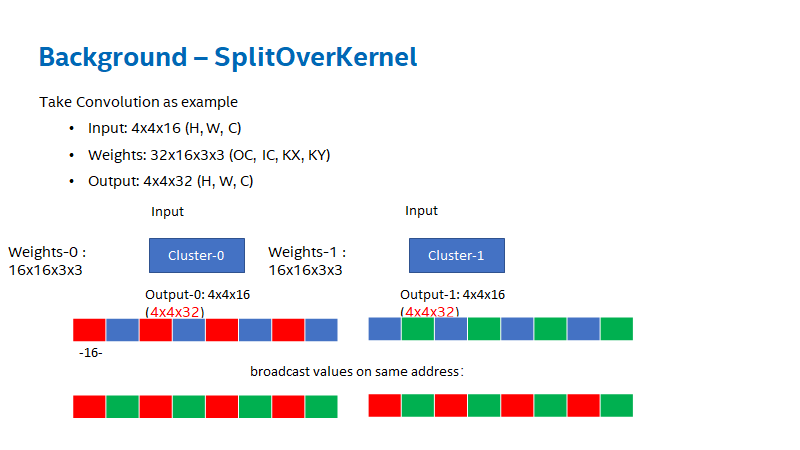 Background – SplitOverKernel
Take Convolution as example
• Input: 4x4x16 (H, W, C)
• Weights: 32x16x3x3 (OC, IC, KX, KY)
• Output: 4x4x32 (H, W, C)
Input
Input
Weights-0 :
16x16x3x3
Cluster-0
Weights-1 :
16x16x3x3
Cluster-1
Output-0: 4x4x16
(4x4x32)
Output-1: 4x4x16
(4x4x32)
-16-
broadcast values on same address: